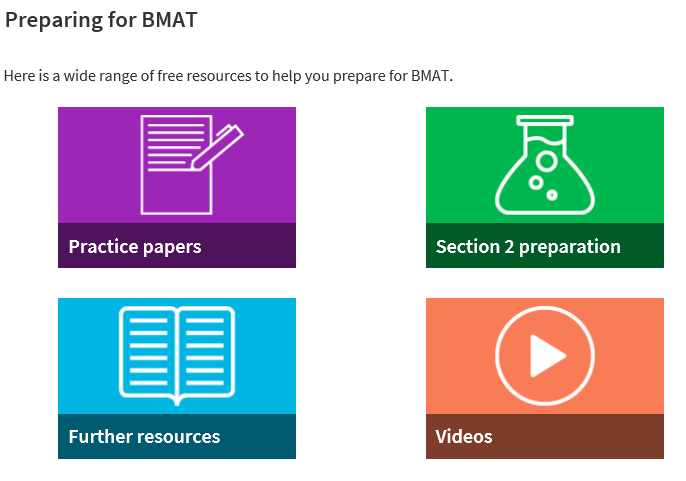 Preparing for BMAT
Here is a wide range of free resources to help you prepare for BMAT.
Practice papers
Section 2 preparation
Further resources
Videos